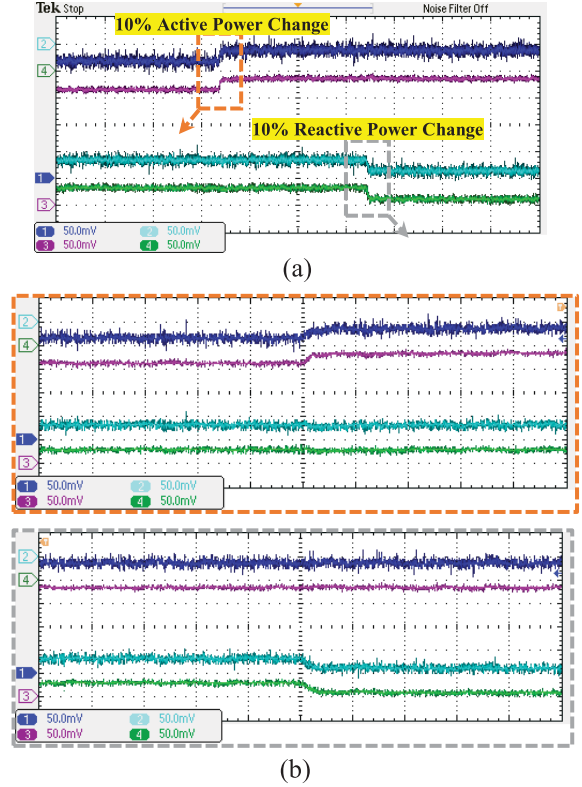 Tek Stop Noise Filter Off
10% Active Power Change
2
4
10% Reactive Power Change
1
3
1 50.0mV 2 50.0mV
3 50.0mV 4 50.0mV
(a)
T
2
4
1
3
1 50.0mV 2 50.0mV
3 50.0mV 4 50.0mV
T
2
4
1
3
1 50.0mV 2 50.0mV
3 50.0mV 4 50.0mV
(b)